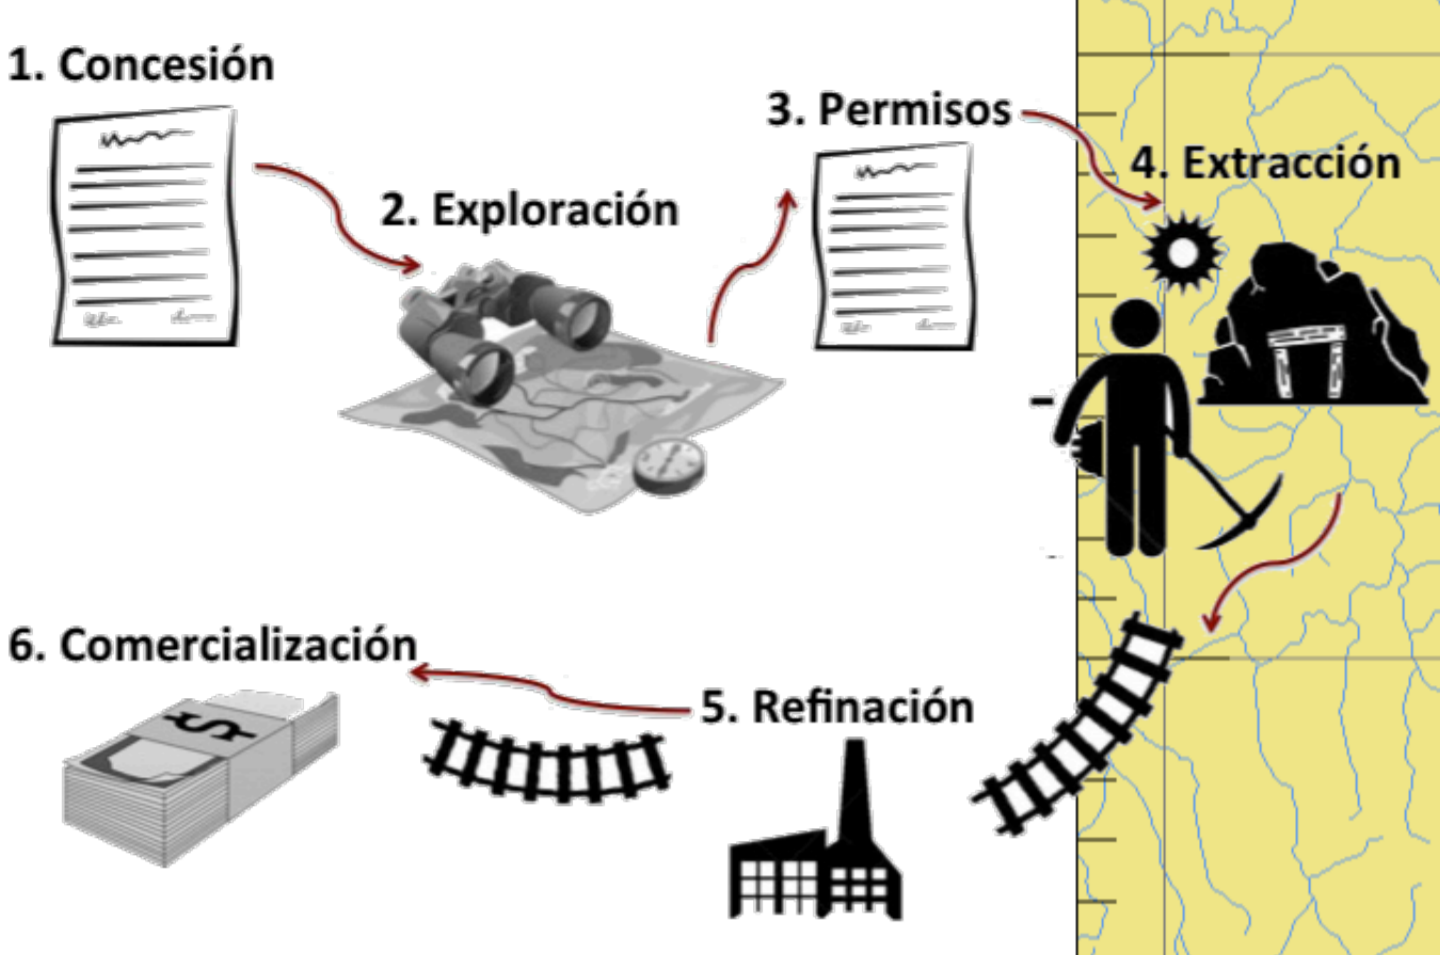 1. Concesión
2. Exploración
3. Permisos
4. Extracción
5. Refinación
6. Comercialización
$